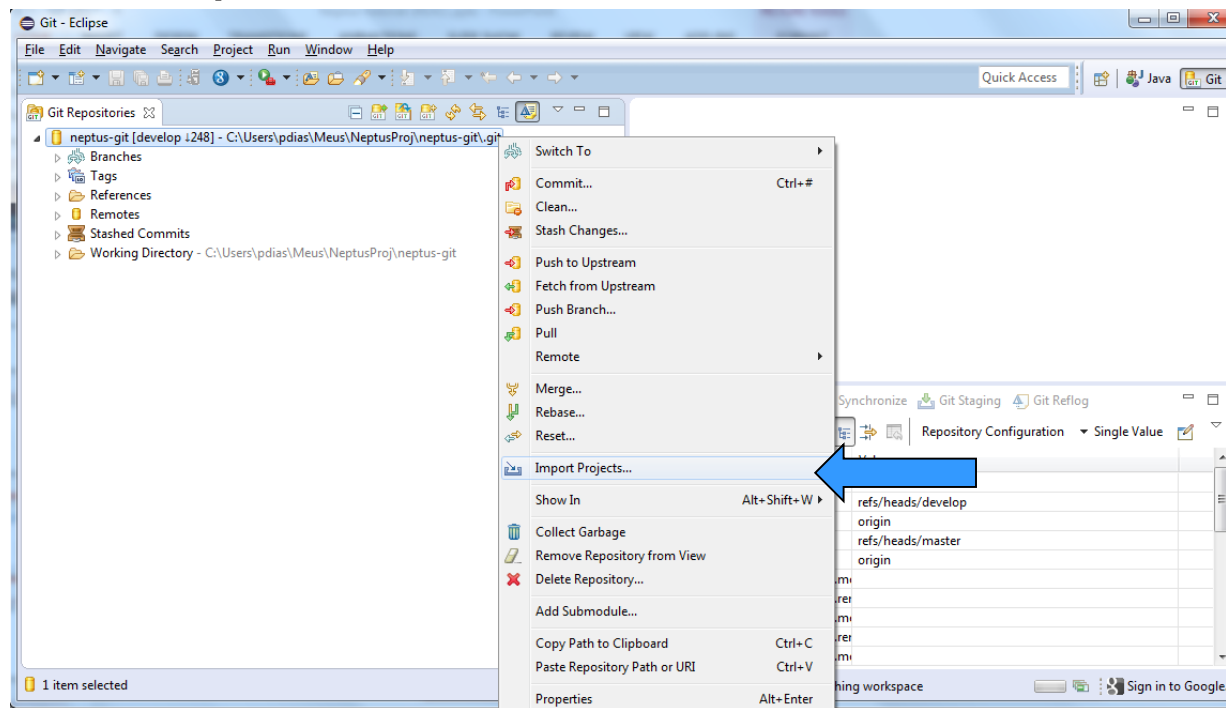 Git - Eclipse
File Edit Navigate Search Project Run Window Help
Quick Access Java Git
Git Repositories
neptus-git [develop ↓248] - C:\Users\pdias\Meus\NeptusProj\neptus-git\.git
Branches
Tags
References
Remotes
Stashed Commits
Working Directory - C:\Users\pdias\Meus\NeptusProj\neptus-git
Switch To
Commit... Ctrl+#
Clean...
Stash Changes...
Push to Upstream
Fetch from Upstream
Push Branch...
Pull
Remote
Merge...
Rebase...
Reset...
Import Projects...
Show In Alt+Shift+W
Collect Garbage
Remove Repository from View
Delete Repository...
Add Submodule...
Copy Path to Clipboard Ctrl+C
Paste Repository Path or URI Ctrl+V
Properties Alt+Enter
Synchronize Git Staging Git Reflog
Repository Configuration Single Value
refs/heads/develop
origin
refs/heads/master
origin
1 item selected
hing workspace
Sign in to Google